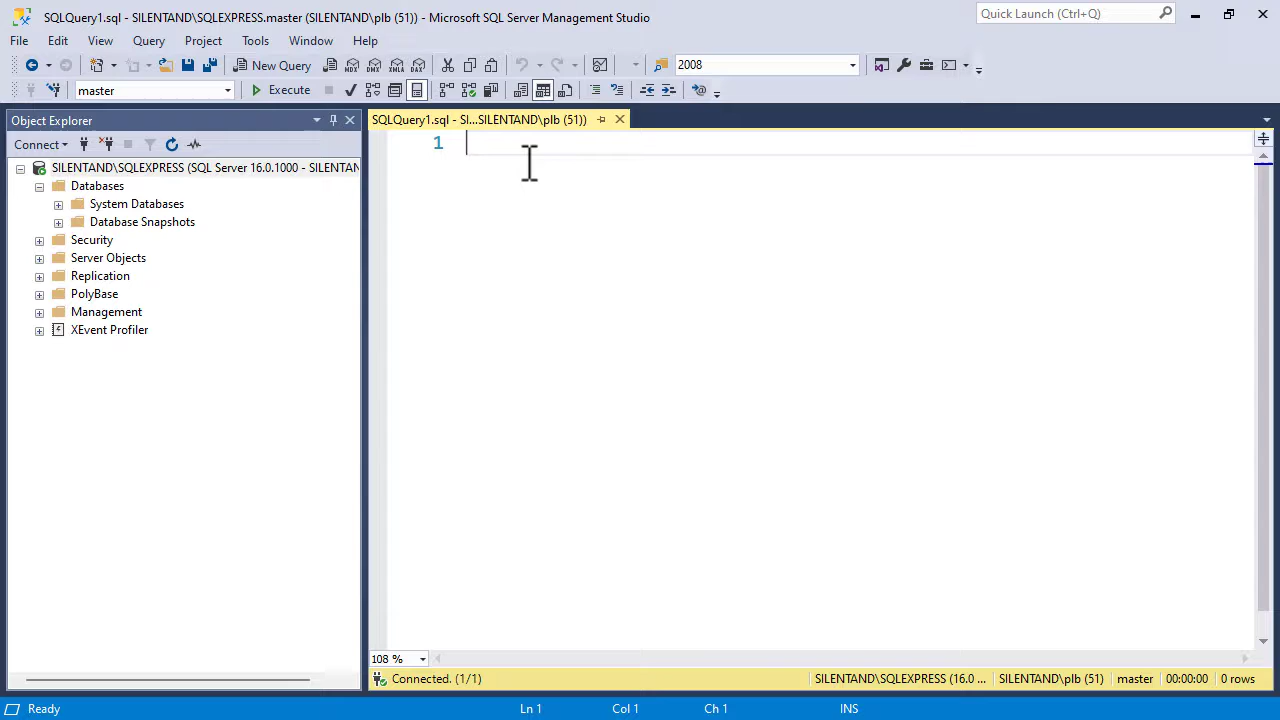 SQLQuery1.sql - SILENTAND\SQLEXPRESS.master (SILENTAND\plb (51)) - Microsoft SQL Server Management Studio
Quick Launch (Ctrl+Q)
File Edit View Query Project Tools Window Help
New Query
MDX DMX XMLA DAX
2008
master
Execute
Object Explorer
SQLQuery1.sql - SI...SILENTAND\plb (51))
Connect
1
SILENTAND\SQLEXPRESS (SQL Server 16.0.1000 - SILENTAN
Databases
System Databases
Database Snapshots
Security
Server Objects
Replication
PolyBase
Management
XEvent Profiler
108 %
Connected. (1/1)
SILENTAND\SQLEXPRESS (16.0 ...
SILENTAND\plb (51)
master
00:00:00
0 rows
Ready
Ln 1
Col 1
Ch 1
INS